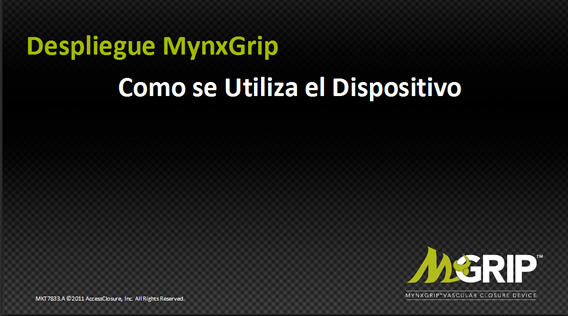 Despliegue MynxGrip
Como se Utiliza el Dispositivo
MGRIP™
MYNXGRIP™ VASCULAR CLOSURE DEVICE
MKT7833.A ©2011 AccessClosure, Inc. All Rights Reserved.